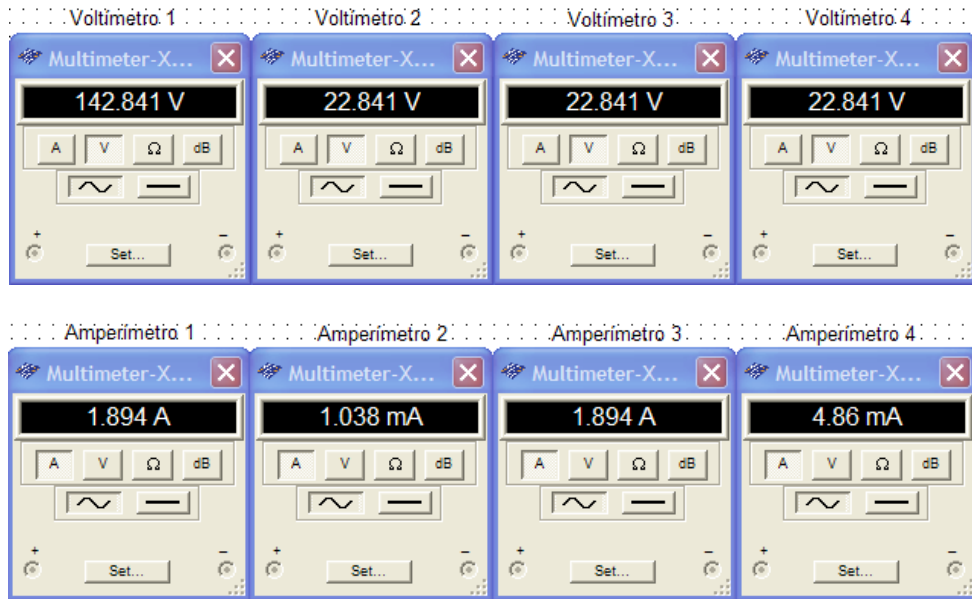 Voltímetro 1 Voltímetro 2 Voltímetro 3 Voltímetro 4
Multimeter-X... Multimeter-X... Multimeter-X... Multimeter-X...
142.841 V 22.841 V 22.841 V 22.841 V
A V Ω dB A V Ω dB A V Ω dB A V Ω dB
+ − + − + − + −
Set... Set... Set... Set...
Amperímetro 1 Amperímetro 2 Amperímetro 3 Amperímetro 4
Multimeter-X... Multimeter-X... Multimeter-X... Multimeter-X...
1.894 A 1.038 mA 1.894 A 4.86 mA
A V Ω dB A V Ω dB A V Ω dB A V Ω dB
+ − + − + − + −
Set... Set... Set... Set...